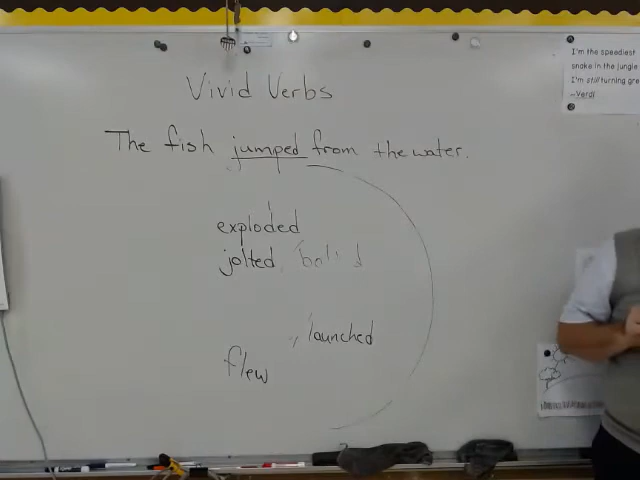 Vivid Verbs
The fish jumped from the water.
exploded
jolted,
, launched
flew
I'm the speediest
snake in the jungle
I'm still turning gre
-Verdi